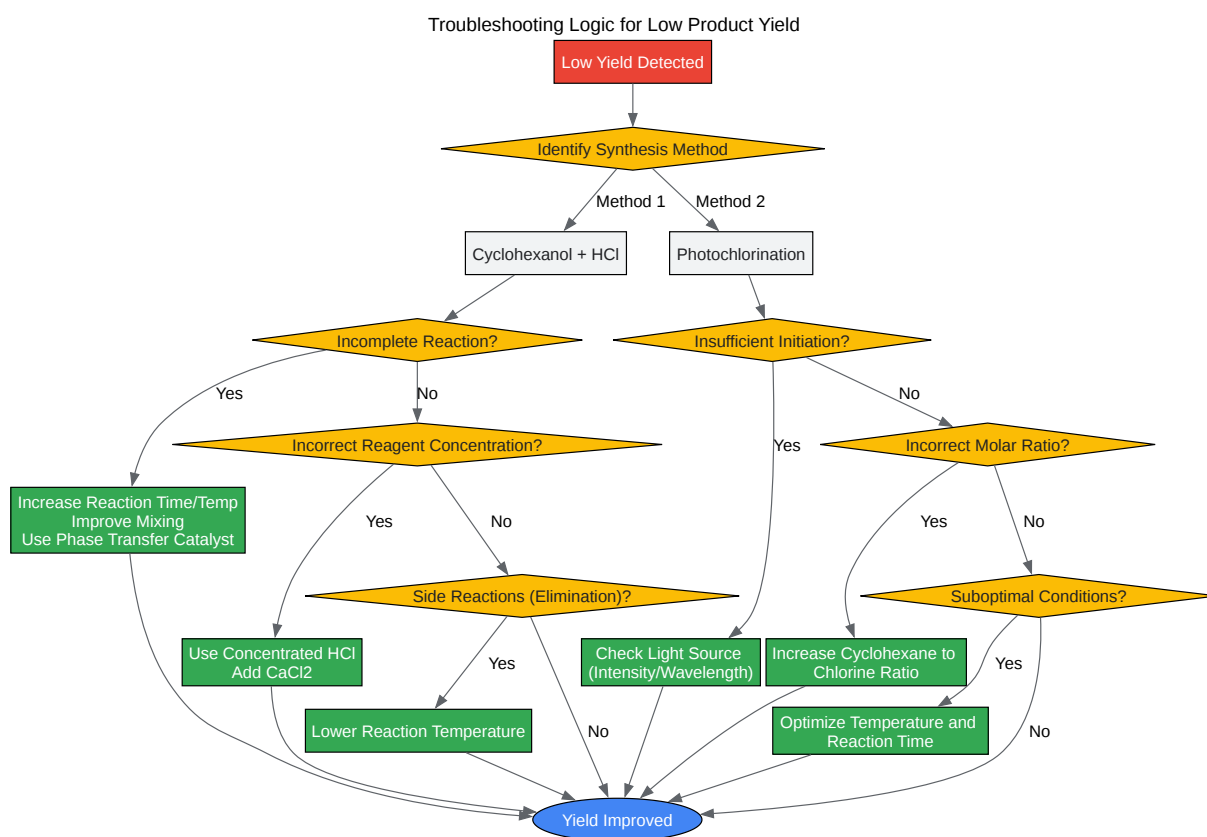 Troubleshooting Logic for Low Product Yield
Low Yield Detected
Identify Synthesis Method
Method 1
Method 2
Cyclohexanol + HCl
Photochlorination
Incomplete Reaction?
Insufficient Initiation?
Yes
No
No
Incorrect Reagent Concentration?
Yes
Incorrect Molar Ratio?
Increase Reaction Time/Temp
Improve Mixing
Use Phase Transfer Catalyst
Yes
No
Yes
No
Side Reactions (Elimination)?
Suboptimal Conditions?
Use Concentrated HCl
Add CaCl2
Yes
Check Light Source
(Intensity/Wavelength)
Increase Cyclohexane to
Chlorine Ratio
Yes
Lower Reaction Temperature
No
Optimize Temperature and
Reaction Time
No
Yield Improved